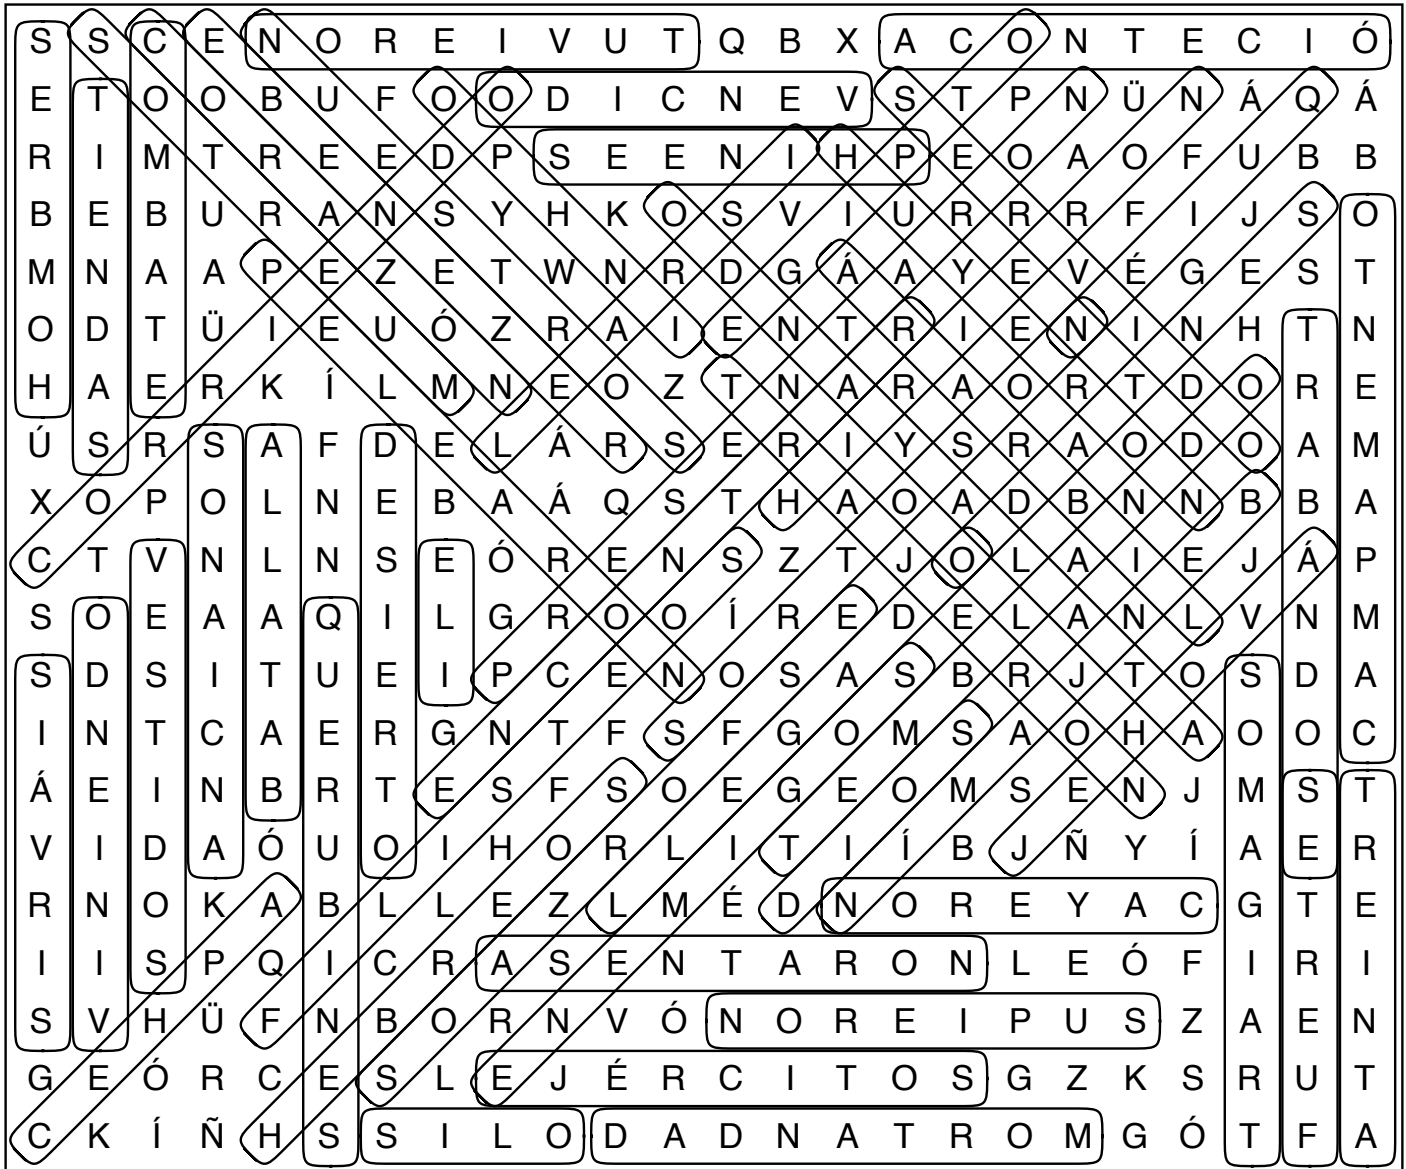 S S C E N O R E I V U T Q B X A C O N T E C I Ó
E T O O B U F O O D I C N E V S T P N Ü N Á Q Á
R I M T R E E D P S E E N I H P E O A O F U B B
B E B U R A N S Y H K O S V I U R R R F I J S O
M N A A P E Z E T W N R D G Á A Y E V É G E S T
O D T Ü I E U Ó Z R A I E N T R I E N I N H T N
H A E R K Í L M N E O Z T N A R A O R T D O R E
Ú S R S A F D E L Á R S E R I Y S R A O D O A M
X O P O L N E B A Á Q S T H A O A D B N N B B A
C T V N L N S E Ó R E N S Z T J O L A I E J Á P
S O E A A Q I L G R O O Í R E D E L A N L V N M
S D S I T U E I P C E N O S A S B R J T O S D A
I N T C A E R G N T F S F G O M S A O H A O O C
Á E I N B R T E S F S O E G E O M S E N J M S T
V I D A Ó U O I H O R L I T I Í B J Ñ Y Í A E R
R N O K A B L L E Z L M É D N O R E Y A C G T E
I I S P Q I C R A S E N T A R O N L E Ó F I R I
S V H Ü F N B O R N V Ó N O R E I P U S Z A E N
G E Ó R C E S L E J É R C I T O S G Z K S R U T
C K Í Ñ H S S I L O D A D N A T R O M G Ó T F A